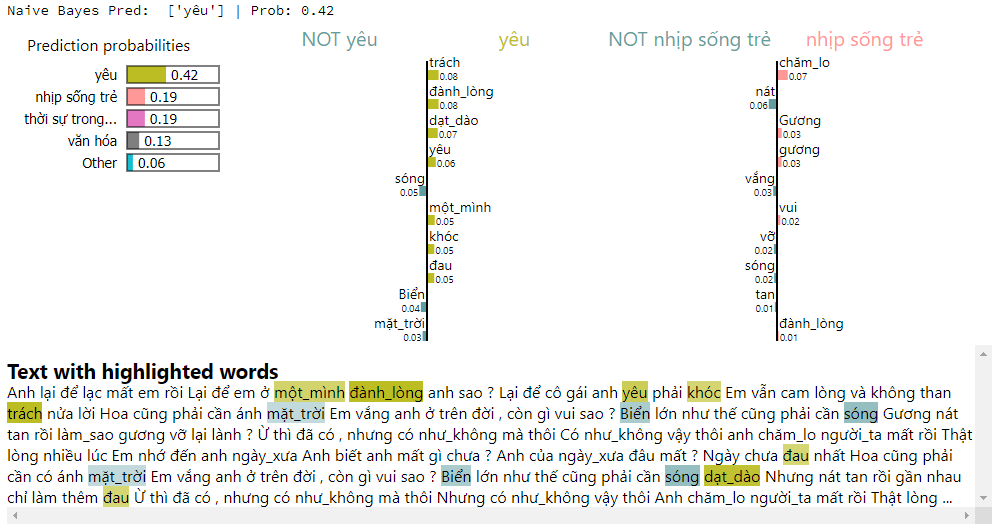 Naive Bayes Pred:  ['yêu'] | Prob: 0.42
Prediction probabilities
yêu 0.42
nhịp sống trẻ 0.19
thời sự trong... 0.19
văn hóa 0.13
Other 0.06
NOT yêu yêu
trách
0.08
đành_lòng
0.08
dạt_dào
0.07
yêu
0.06
sóng
0.05
một_mình
0.05
khóc
0.05
đau
0.05
Biển
0.04
mặt_trời
0.03
NOT nhịp sống trẻ nhịp sống trẻ
chăm_lo
0.07
nát
0.06
Gương
0.03
gương
0.03
vắng
0.03
vui
0.02
vỡ
0.02
sóng
0.02
tan
0.01
đành_lòng
0.01
Text with highlighted words
Anh lại để lạc mất em rồi Lại để em ở một_mình đành_lòng anh sao ? Lại để cô gái anh yêu phải khóc Em vẫn cam lòng và không than
trách nửa lời Hoa cũng phải cần ánh mặt_trời Em vắng anh ở trên đời , còn gì vui sao ? Biển lớn như thế cũng phải cần sóng Gương nát
tan rồi làm_sao gương vỡ lại lành ? Ừ thì đã có , nhưng có như_không mà thôi Có như_không vậy thôi anh chăm_lo người_ta mất rồi Thật
lòng nhiều lúc Em nhớ đến anh ngày_xưa Anh biết anh mất gì chưa ? Anh của ngày_xưa đâu mất ? Ngày chưa đau nhất Hoa cũng phải
cần có ánh mặt_trời Em vắng anh ở trên đời , còn gì vui sao ? Biển lớn như thế cũng phải cần sóng dạt_dào Nhưng nát tan rồi gần nhau
chỉ làm thêm đau Ừ thì đã có , nhưng có như_không mà thôi Nhưng có như_không vậy thôi Anh chăm_lo người_ta mất rồi Thật lòng ...